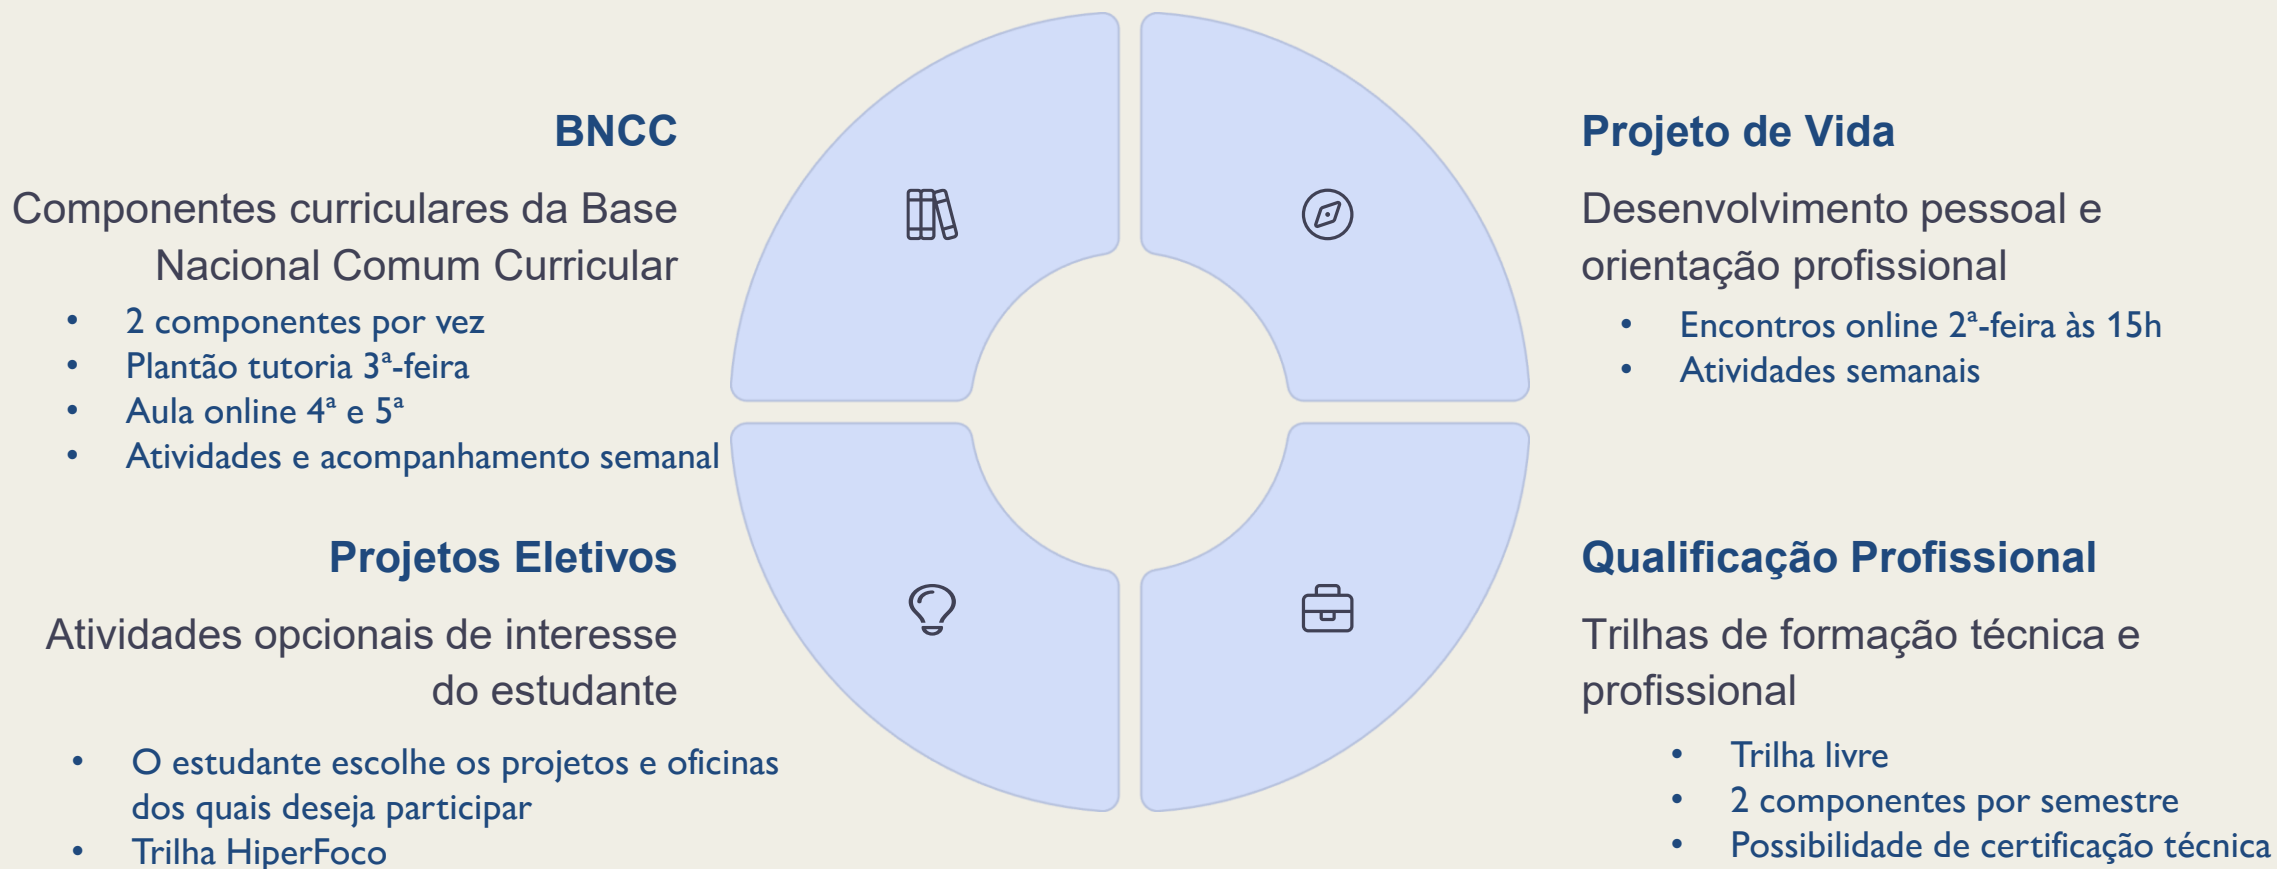 BNCC
Componentes curriculares da Base
Nacional Comum Curricular
• 2 componentes por vez
• Plantão tutoria 3ª-feira
• Aula online 4ª e 5ª
• Atividades e acompanhamento semanal
Projeto de Vida
Desenvolvimento pessoal e
orientação profissional
• Encontros online 2ª-feira às 15h
• Atividades semanais
Projetos Eletivos
Atividades opcionais de interesse
do estudante
• O estudante escolhe os projetos e oficinas
dos quais deseja participar
• Trilha HiperFoco
Qualificação Profissional
Trilhas de formação técnica e
profissional
• Trilha livre
• 2 componentes por semestre
• Possibilidade de certificação técnica